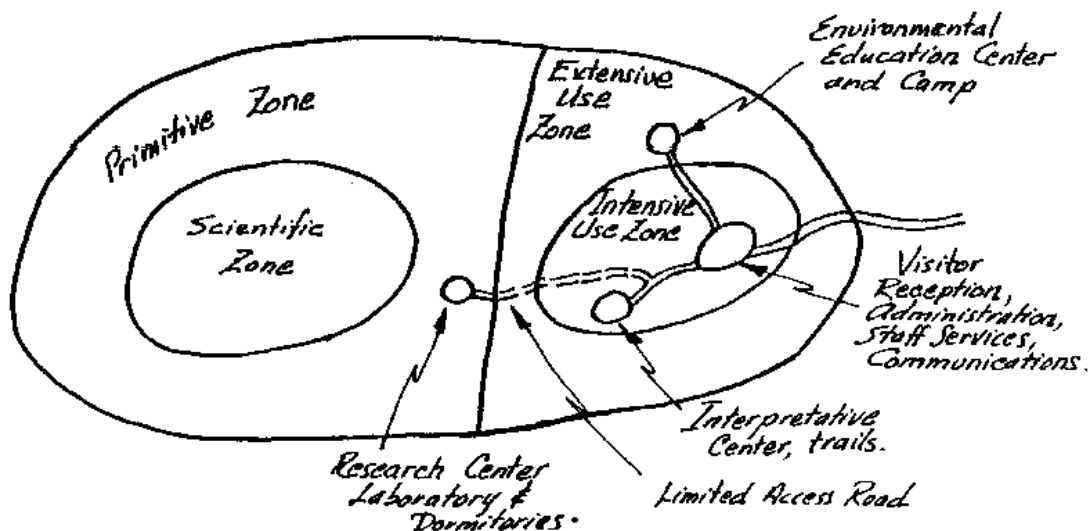 Environmental
Education Center
and Camp
Extensive
Use
Zone
Primitive Zone
Intensive
Use Zone
Scientific
Zone
Visitor
Reception,
Administration,
Staff Services,
Communications.
Interpretative
Center, trails.
Research Center
Laboratory &
Dormitories.
Limited Access Road